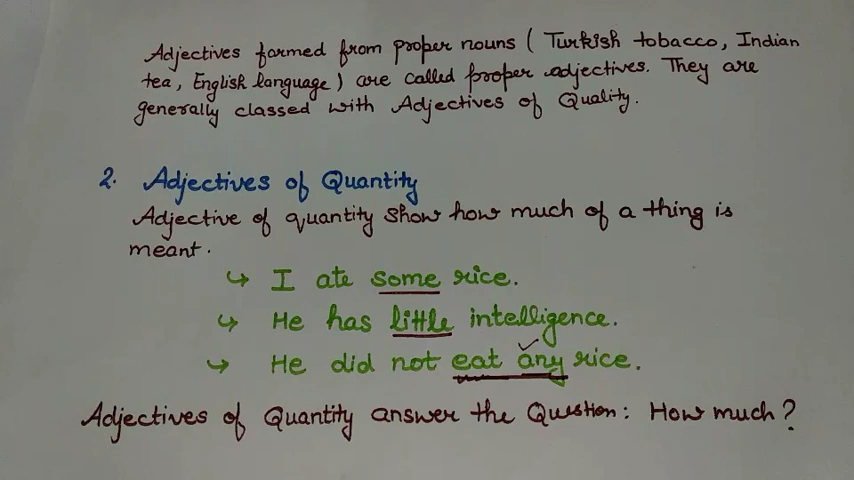 Adjectives formed from proper nouns ( Turkish tobacco, Indian
tea, English language ) are called proper adjectives. They are
generally classed with Adjectives of Quality.
2. Adjectives of Quantity
Adjective of quantity show how much of a thing is
meant.
↳ I ate some rice.
↳ He has little intelligence.
↳ He did not eat any rice.
Adjectives of Quantity answer the Question: How much?